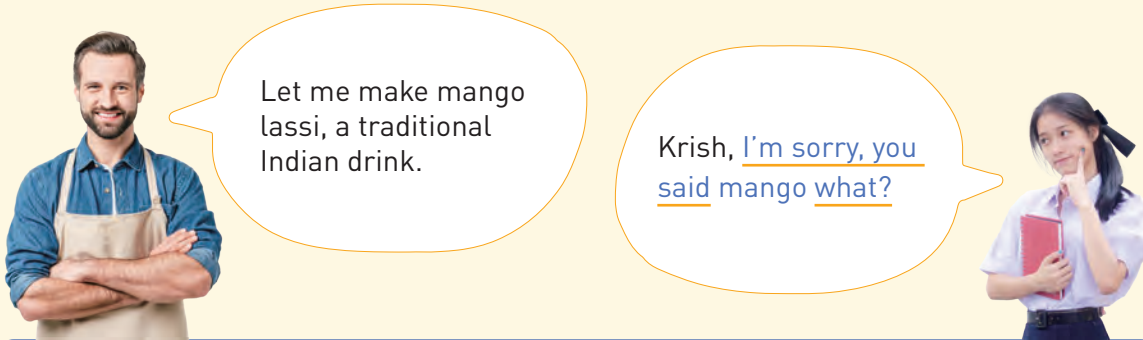 Let me make mango
lassi, a traditional
Indian drink.
Krish, I’m sorry, you
said mango what?